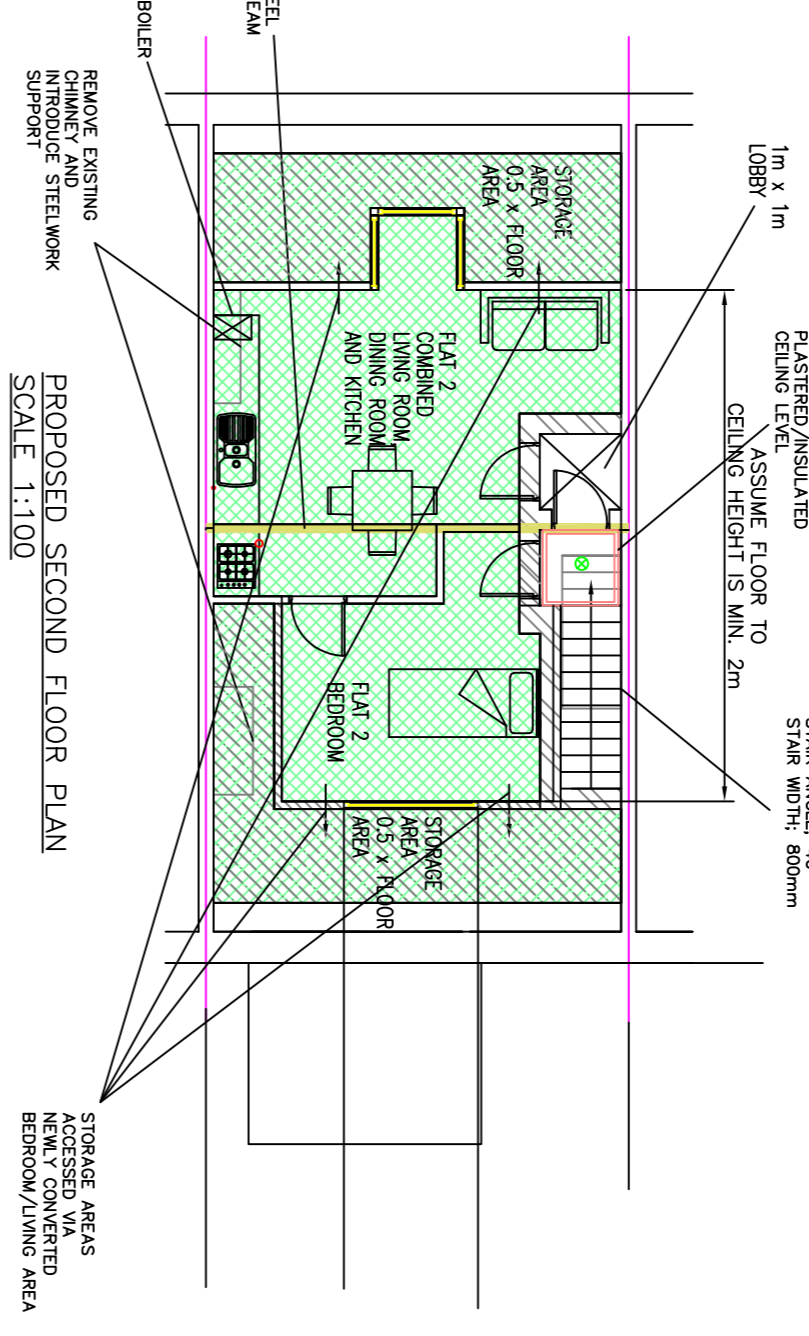 1m x 1m
LOBBY
PLASTERED/INSULATED
CEILING LEVEL
ASSUME FLOOR TO
CEILING HEIGHT IS MIN. 2m
STAIR WIDTH; 800mm
STORAGE
AREA
0.5 x FLOOR
AREA
FLAT 2
COMBINED
LIVING ROOM
DINING ROOM
AND KITCHEN
FLAT 2
BEDROOM
STORAGE
AREA
0.5 x FLOOR
AREA
BOILER
REMOVE EXISTING
CHIMNEY AND
INTRODUCE STEELWORK
SUPPORT
STORAGE AREAS
ACCESSED VIA
NEWLY CONVERTED
BEDROOM/LIVING AREA
PROPOSED SECOND FLOOR PLAN
SCALE 1:100